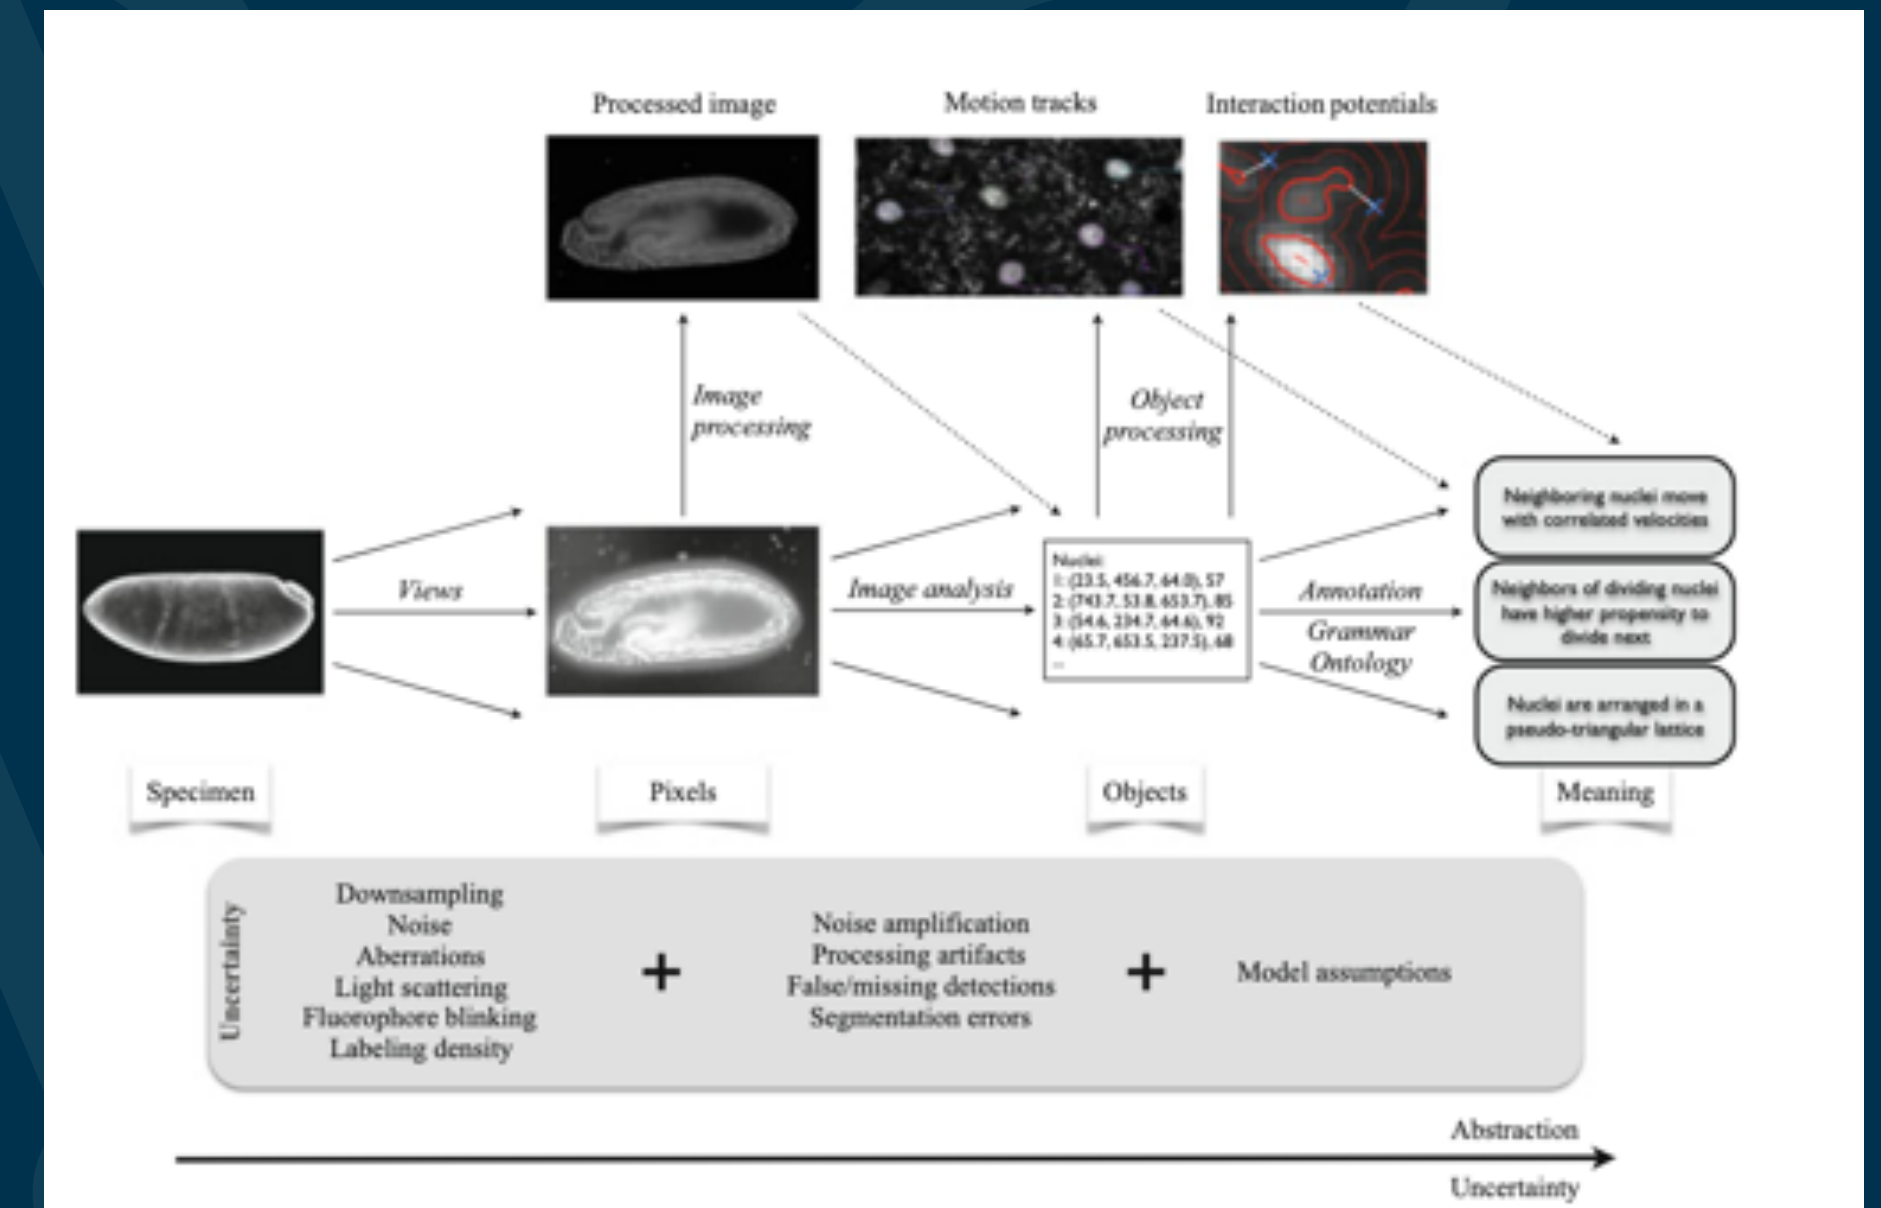 Processed image
Motion tracks
Interaction potentials
Image
processing
Object
processing
Views
Image analysis
Nuclei:
1: (23.5, 456.7, 64.0), 57
2: (743.7, 53.8, 653.7), 85
3: (54.6, 234.7, 64.6), 92
4: (65.7, 653.5, 237.5), 68
...
Annotation
Grammar
Ontology
Neighboring nuclei move
with correlated velocities
Neighbors of dividing nuclei
have higher propensity to
divide next
Nuclei are arranged in a
pseudo-triangular lattice
Specimen
Pixels
Objects
Meaning
Uncertainty
Downsampling
Noise
Aberrations
Light scattering
Fluorophore blinking
Labeling density
+
Noise amplification
Processing artifacts
False/missing detections
Segmentation errors
+
Model assumptions
Abstraction
Uncertainty